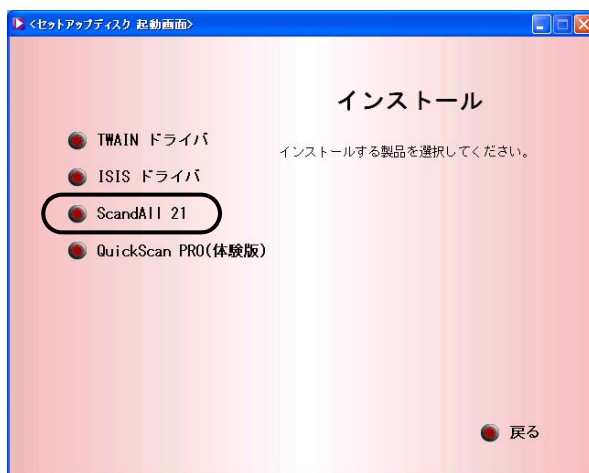 <セットアップディスク 起動画面>
インストール
インストールする製品を選択してください。
TWAIN ドライバ
ISIS ドライバ
ScandAll 21
QuickScan PRO(体験版)
戻る